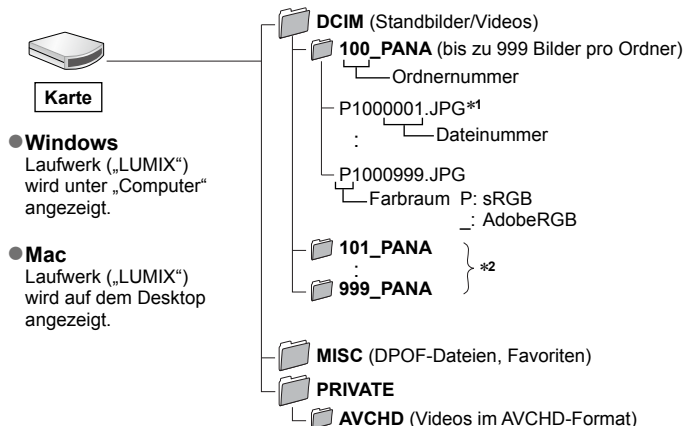 Karte
●Windows
Laufwerk („LUMIX“)
wird unter „Computer“
angezeigt.
●Mac
Laufwerk („LUMIX“)
wird auf dem Desktop
angezeigt.
DCIM (Standbilder/Videos)
100_PANA (bis zu 999 Bilder pro Ordner)
Ordnernummer
P1000001.JPG*1
Dateinummer
:
P1000999.JPG
Farbraum P: sRGB
_: AdobeRGB
101_PANA
:
*2
999_PANA
MISC (DPOF-Dateien, Favoriten)
PRIVATE
AVCHD (Videos im AVCHD-Format)